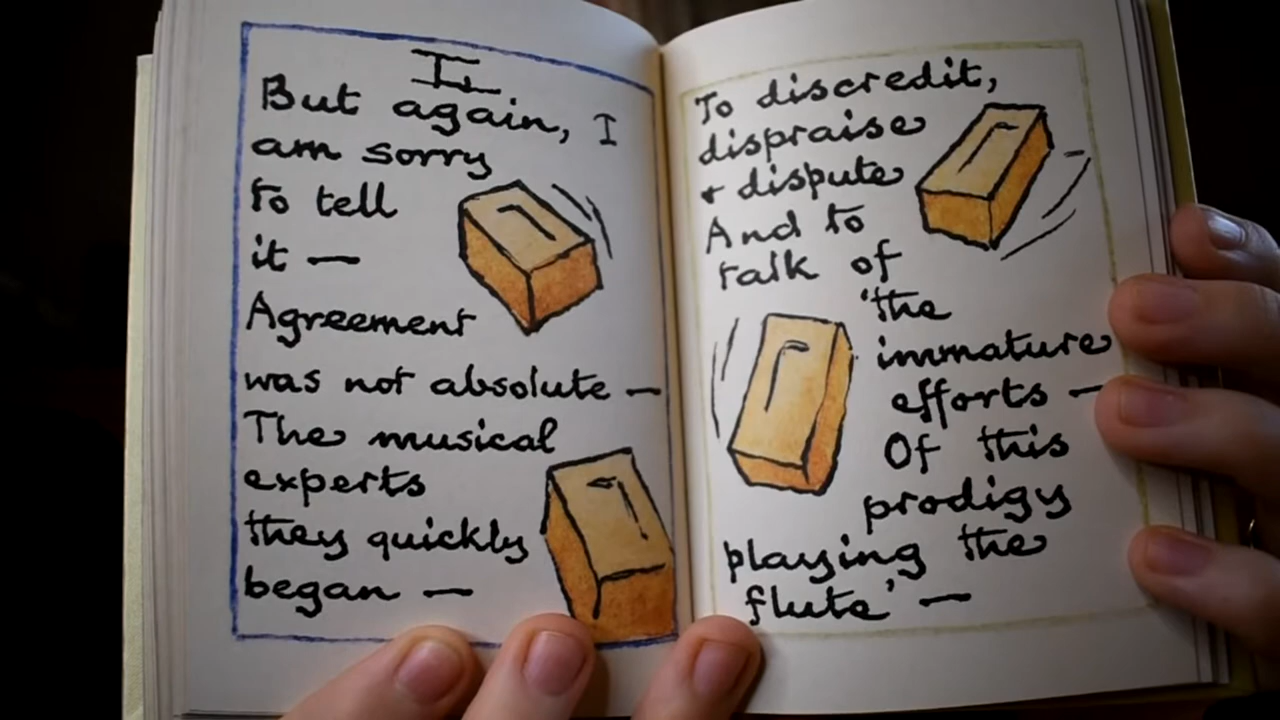 II
But again, I
am sorry
to tell
it —
Agreement
was not absolute —
The musical
experts
they quickly
began —
To discredit,
dispraise
+ dispute
And to
talk of
'the
immature
efforts —
Of this
prodigy
playing the
flute' —